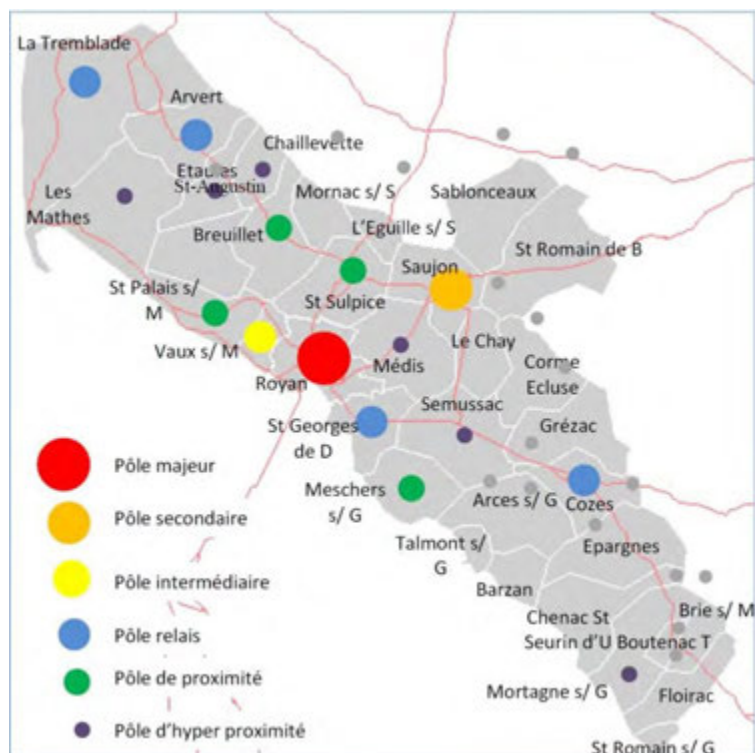 La Tremblade
Arvert
Chaillevette
Etaules
St-Augustin
Les
Mathes
Mornac s/ S
Sablonceaux
Breuillet
L'Eguille s/ S
St Romain de B
Saujon
St Palais s/
M
St Sulpice
Vaux s/ M
Le Chay
Médis
Corme
Ecluse
Royan
Semussac
St Georges
de D
Grézac
Pôle majeur
Meschers
s/ G
Arces s/ G
Cozes
Pôle secondaire
Talmont s/
G
Epargnes
Pôle intermédiaire
Barzan
Chenac St
Seurin d'U
Brie s/ M
Boutenac T
Pôle relais
Pôle de proximité
Mortagne s/ G
Floirac
Pôle d'hyper proximité
St Romain s/ G